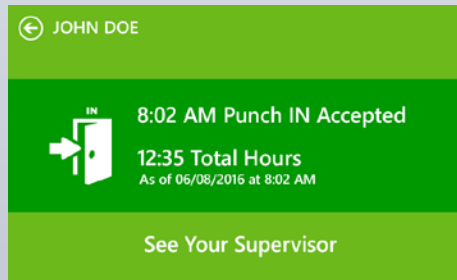 JOHN DOE
IN
8:02 AM Punch IN Accepted
12:35 Total Hours
As of 06/08/2016 at 8:02 AM
See Your Supervisor